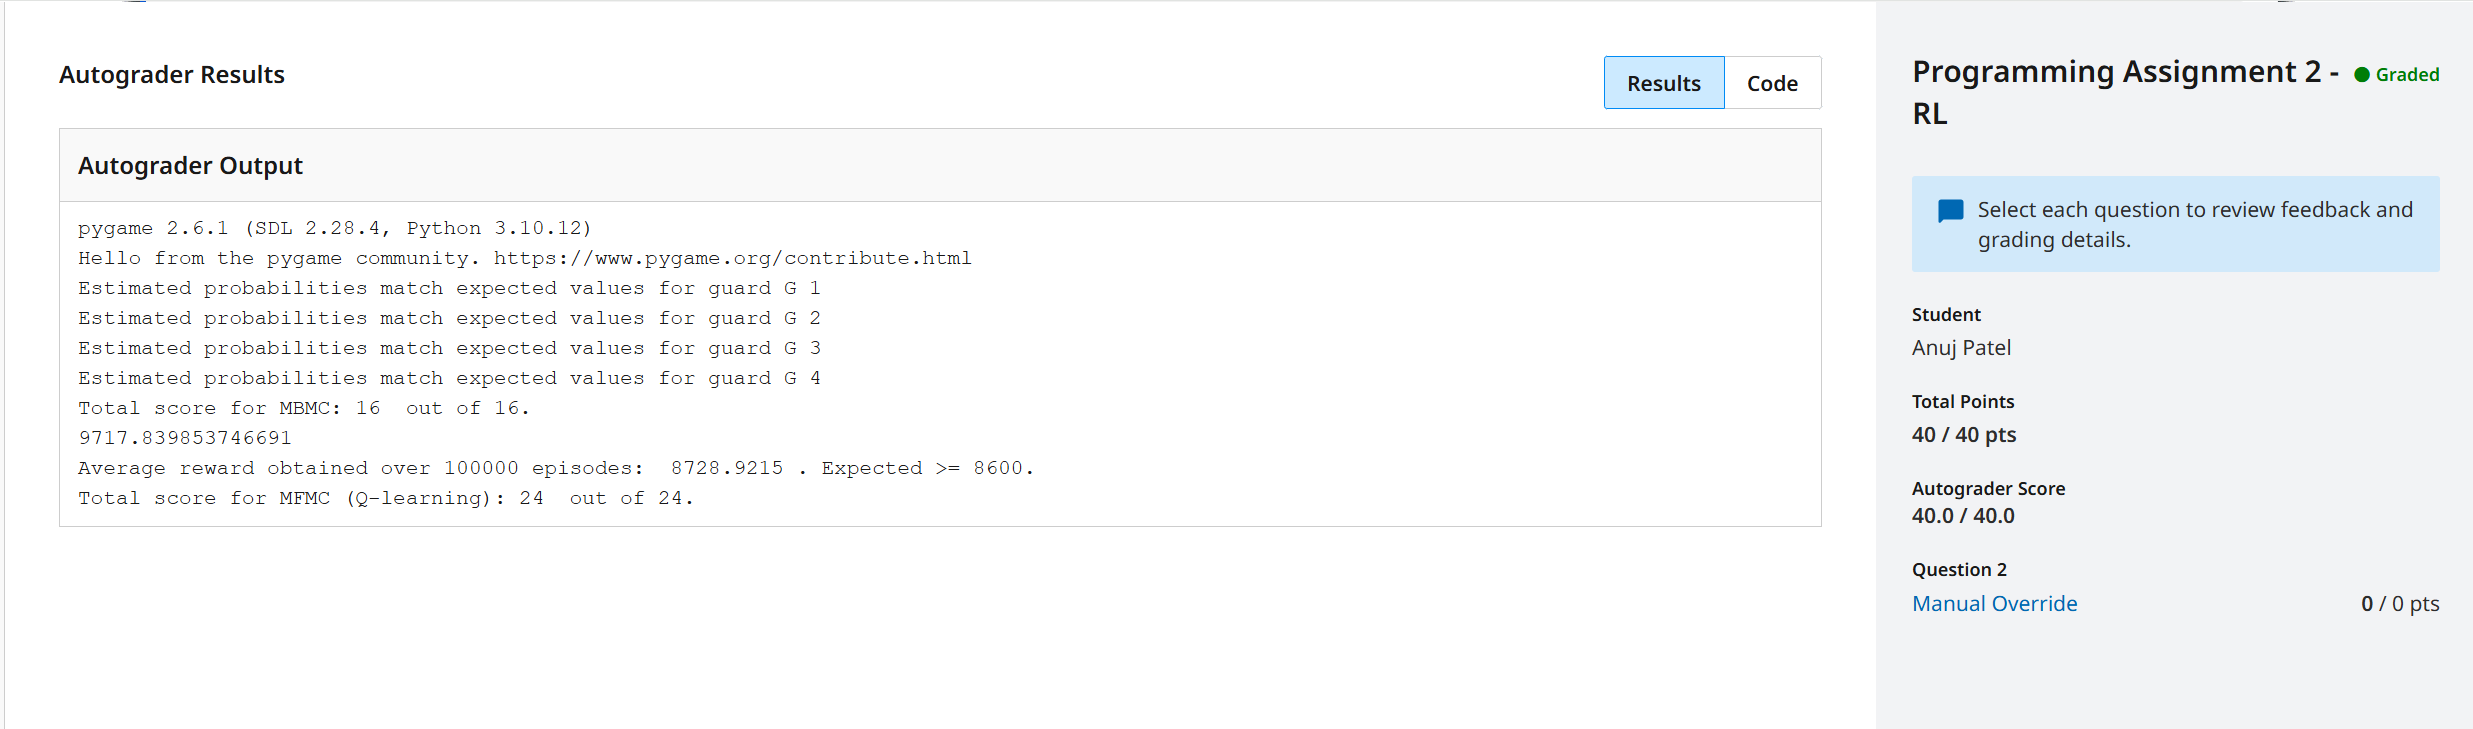 Autograder Results
Results
Code
Autograder Output
pygame 2.6.1 (SDL 2.28.4, Python 3.10.12)
Hello from the pygame community. https://www.pygame.org/contribute.html
Estimated probabilities match expected values for guard G 1
Estimated probabilities match expected values for guard G 2
Estimated probabilities match expected values for guard G 3
Estimated probabilities match expected values for guard G 4
Total score for MBMC: 16  out of 16.
9717.839853746691
Average reward obtained over 100000 episodes:  8728.9215 . Expected >= 8600.
Total score for MFMC (Q-learning): 24  out of 24.
Programming Assignment 2 -
RL
Graded
Select each question to review feedback and
grading details.
Student
Anuj Patel
Total Points
40 / 40 pts
Autograder Score
40.0 / 40.0
Question 2
Manual Override
0 / 0 pts